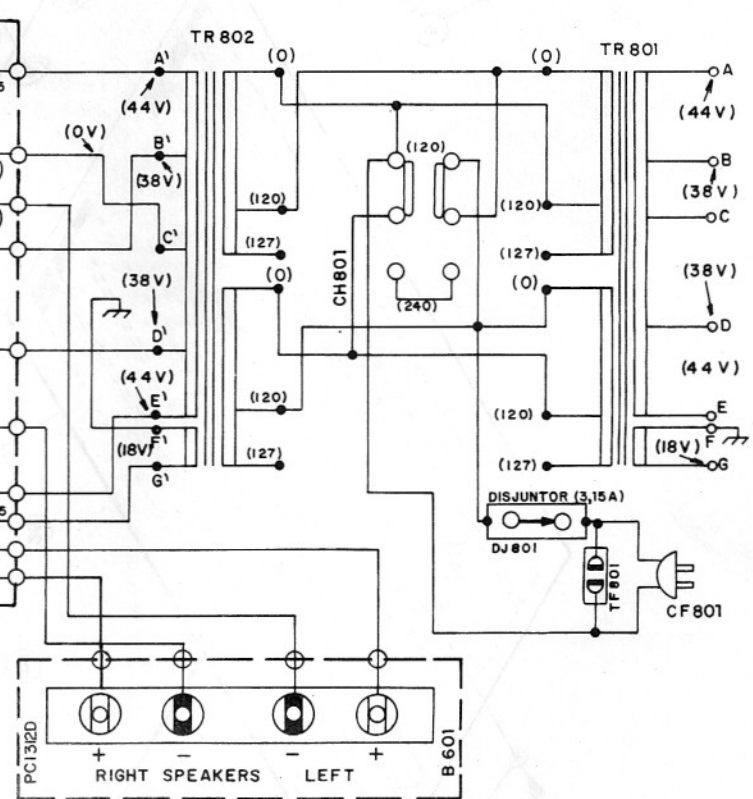 TR 802
TR 801
A'
(0)
(0)
A
(44V)
(44V)
(0V)
B'
(120)
B
(38V)
(38V)
(120)
(120)
C
C'
(127)
(127)
(0)
(0)
CH801
(38V)
(38V)
(240)
D'
D
(44V)
(44V)
E'
(120)
(120)
E
F'
F
(18V)
(18V)
(127)
(127)
G'
G
DISJUNTOR (3,15A)
DJ801
TF801
CF801
PC1312D
+ − − +
RIGHT SPEAKERS LEFT
B601